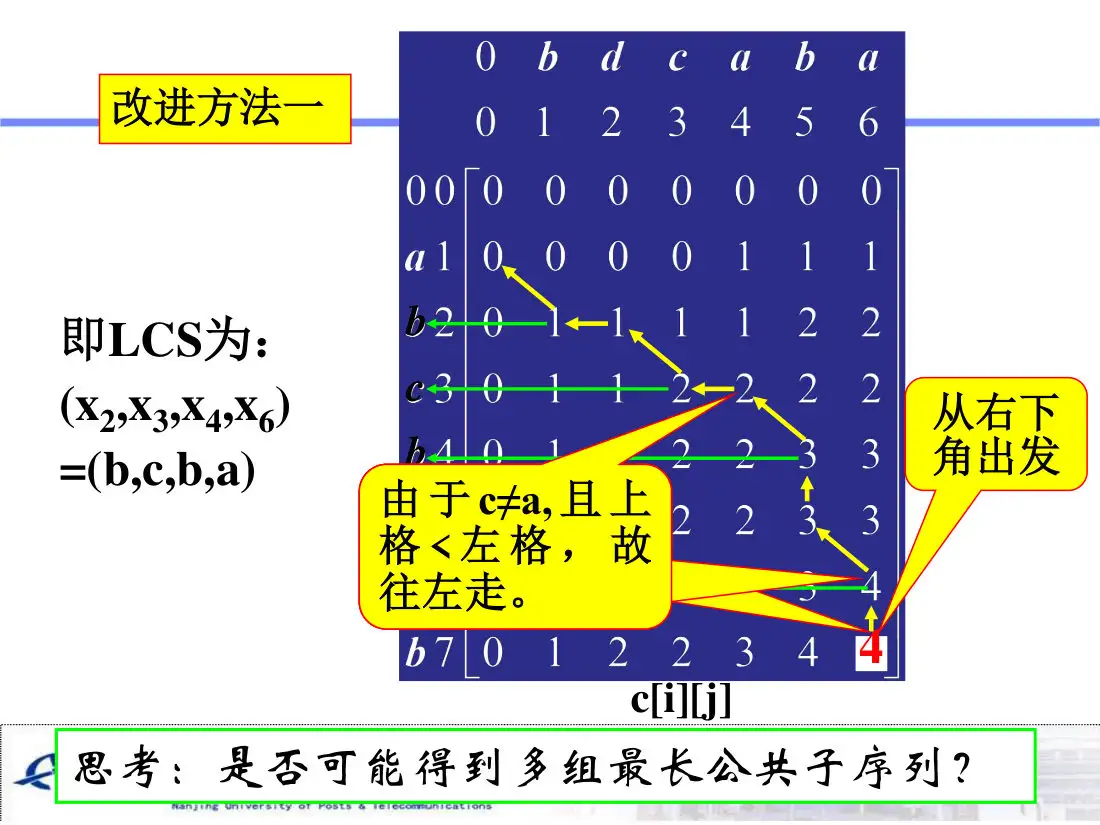 改进方法一
0 b d c a b a
0 1 2 3 4 5 6
0 0 0 0 0 0 0 0 0
a 1 0 0 0 0 1 1 1
b 2 0 1 1 1 1 2 2
c 3 0 1 1 2 2 2 2
b 4 0 1 2 2 3 3
2 2 3 3
3 4
b 7 0 1 2 2 3 4 4
即LCS为：
(x₂,x₃,x₄,x₆)
=(b,c,b,a)
由于c≠a,且上
格<左格，故
往左走。
从右下
角出发
c[i][j]
思考：是否可能得到多组最长公共子序列？
Nanjing University of Posts & Telecommunications